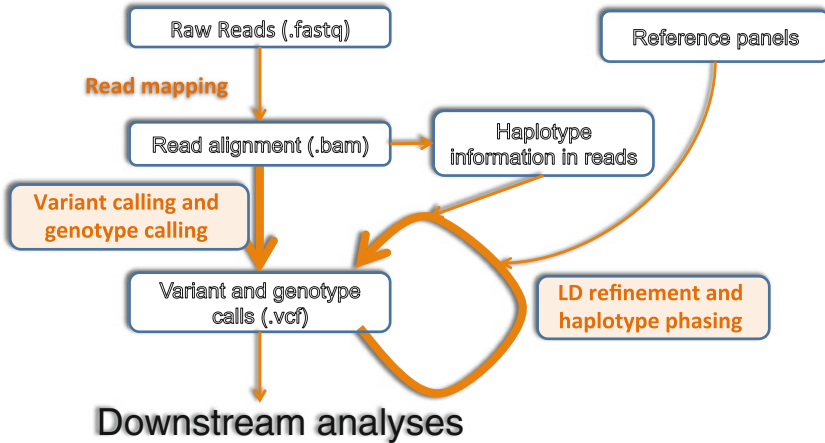 Raw Reads (.fastq)
Reference panels
Read mapping
Read alignment (.bam)
Haplotype
information in reads
Variant calling and
genotype calling
Variant and genotype
calls (.vcf)
LD refinement and
haplotype phasing
Downstream analyses